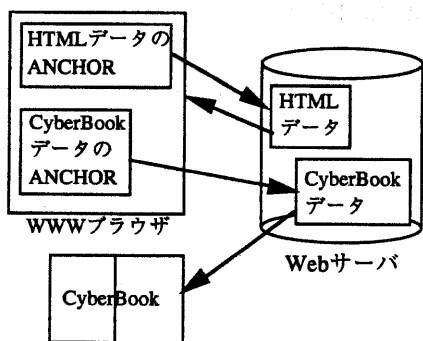 HTMLデータの
ANCHOR
CyberBook
データの
ANCHOR
WWWブラウザ
HTML
データ
CyberBook
データ
Webサーバ
CyberBook